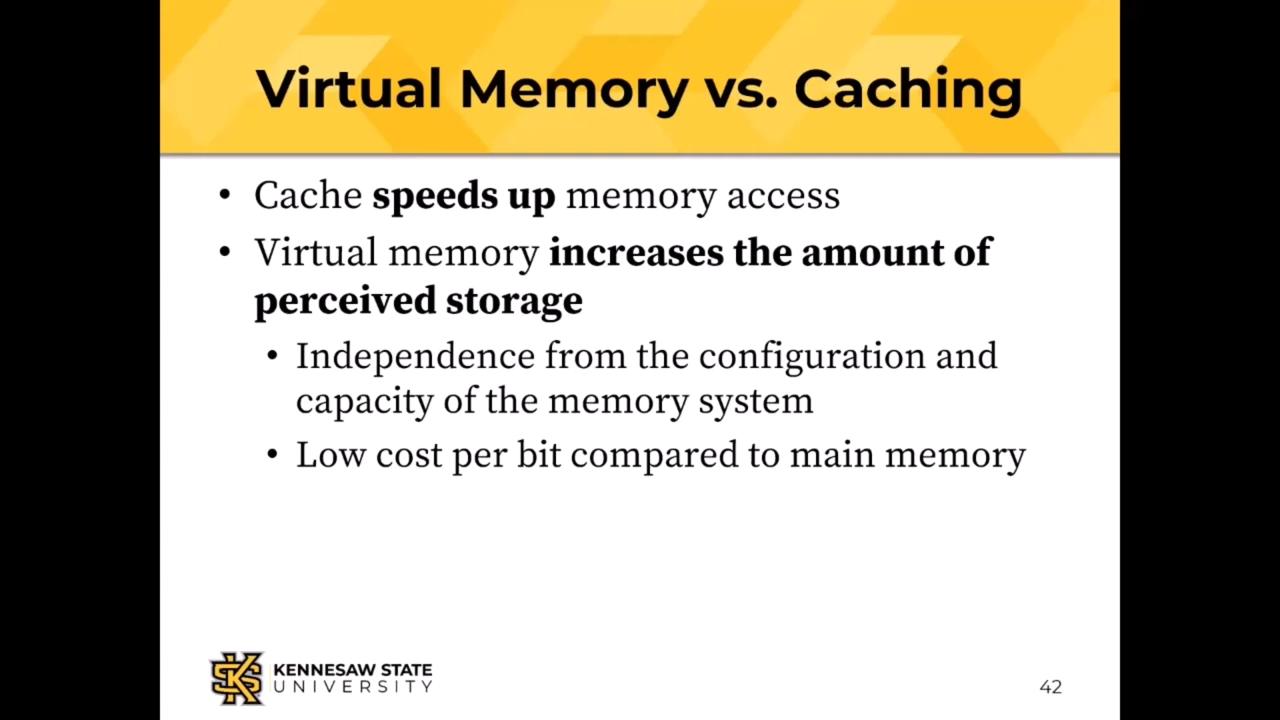 Virtual Memory vs. Caching
• Cache speeds up memory access
• Virtual memory increases the amount of
perceived storage
• Independence from the configuration and
capacity of the memory system
• Low cost per bit compared to main memory
KS
KENNESAW STATE
UNIVERSITY
42